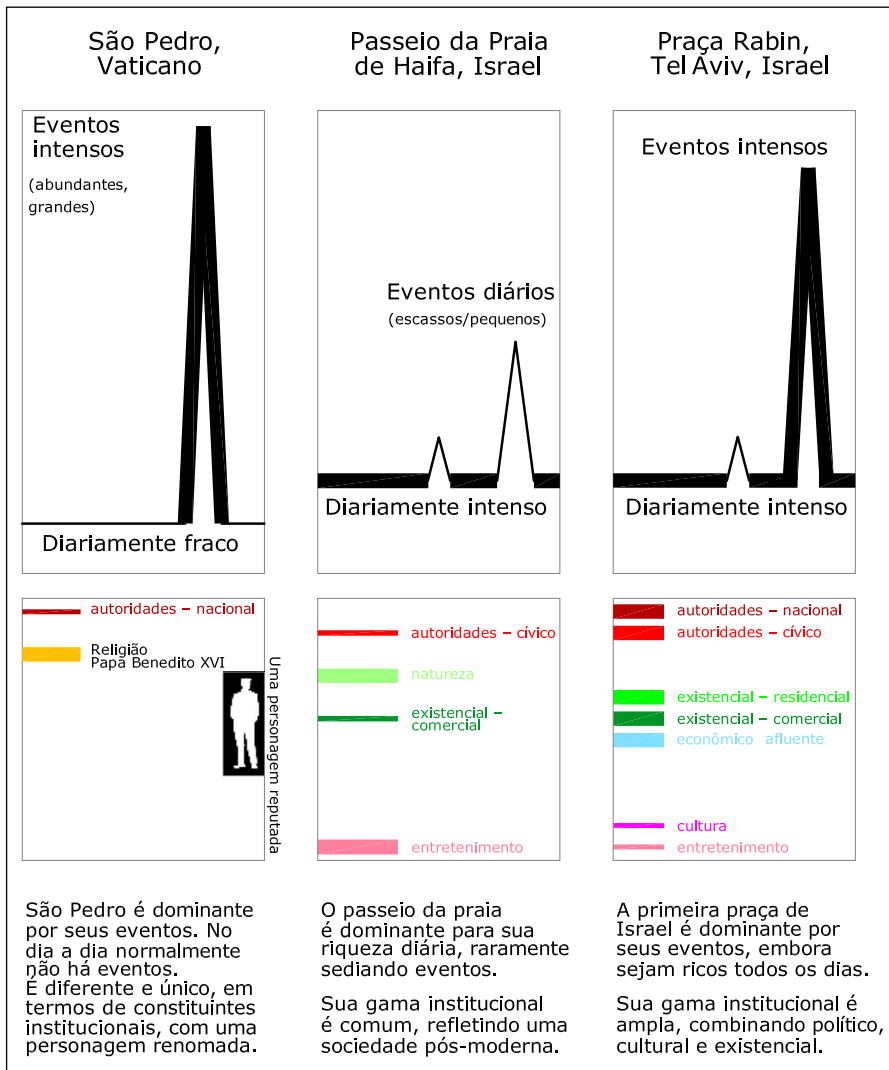 São Pedro,
Vaticano
Eventos
intensos
(abundantes,
grandes)
Diariamente fraco
autoridades – nacional
Religião
Papa Benedito XVI
Uma personagem reputada
São Pedro é dominante
por seus eventos. No
dia a dia normalmente
não há eventos.
É diferente e único, em
termos de constituintes
institucionais, com uma
personagem renomada.
Passeio da Praia
de Haifa, Israel
Eventos diários
(escassos/pequenos)
Diariamente intenso
autoridades – cívico
natureza
existencial –
comercial
entretenimento
O passeio da praia
é dominante para sua
riqueza diária, raramente
sediando eventos.
Sua gama institucional
é comum, refletindo uma
sociedade pós-moderna.
Praça Rabin,
Tel Aviv, Israel
Eventos intensos
Diariamente intenso
autoridades – nacional
autoridades – cívico
existencial – residencial
existencial – comercial
econômico afluente
cultura
entretenimento
A primeira praça de
Israel é dominante por
seus eventos, embora
sejam ricos todos os dias.
Sua gama institucional é
ampla, combinando político,
cultural e existencial.